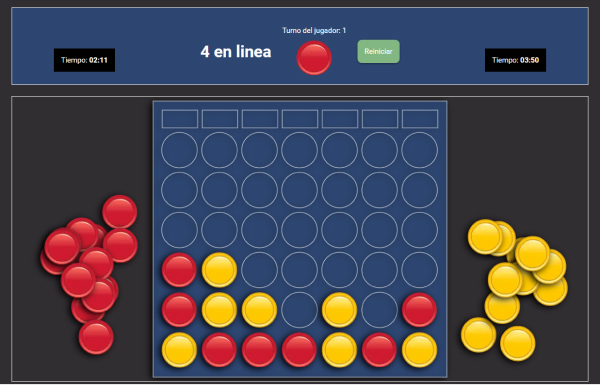 Turno del jugador: 1
4 en linea
Reiniciar
Tiempo: 02:11
Tiempo: 03:50